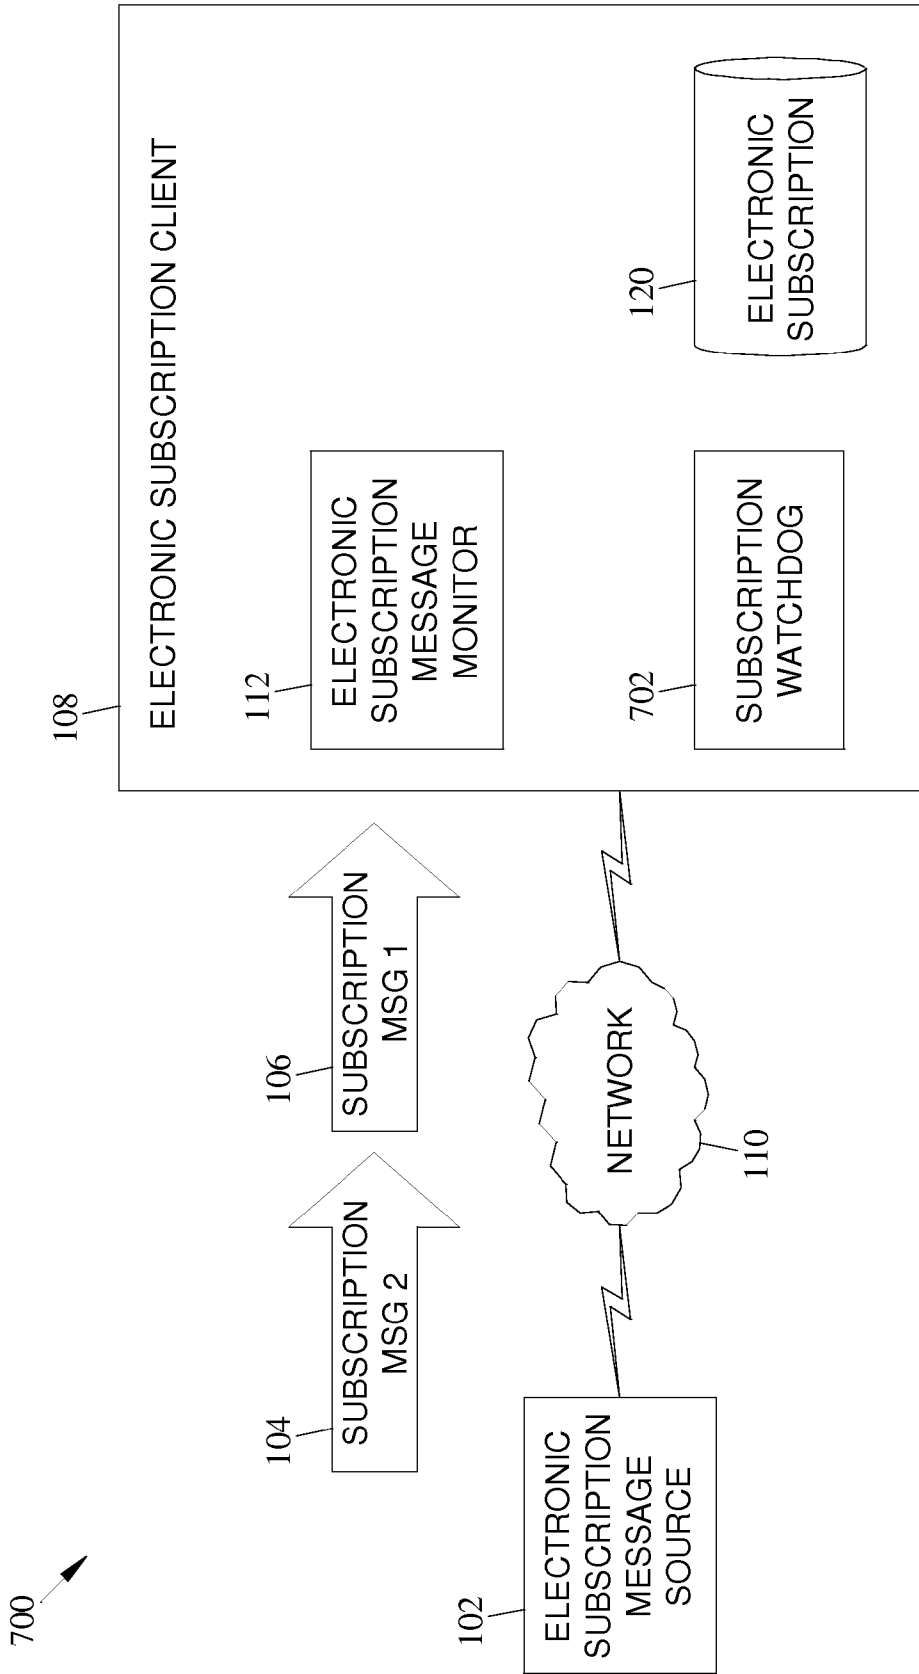 700
108
ELECTRONIC SUBSCRIPTION CLIENT
104
SUBSCRIPTION
MSG 2
106
SUBSCRIPTION
MSG 1
112
ELECTRONIC
SUBSCRIPTION
MESSAGE
MONITOR
102
ELECTRONIC
SUBSCRIPTION
MESSAGE
SOURCE
NETWORK
110
702
SUBSCRIPTION
WATCHDOG
120
ELECTRONIC
SUBSCRIPTION